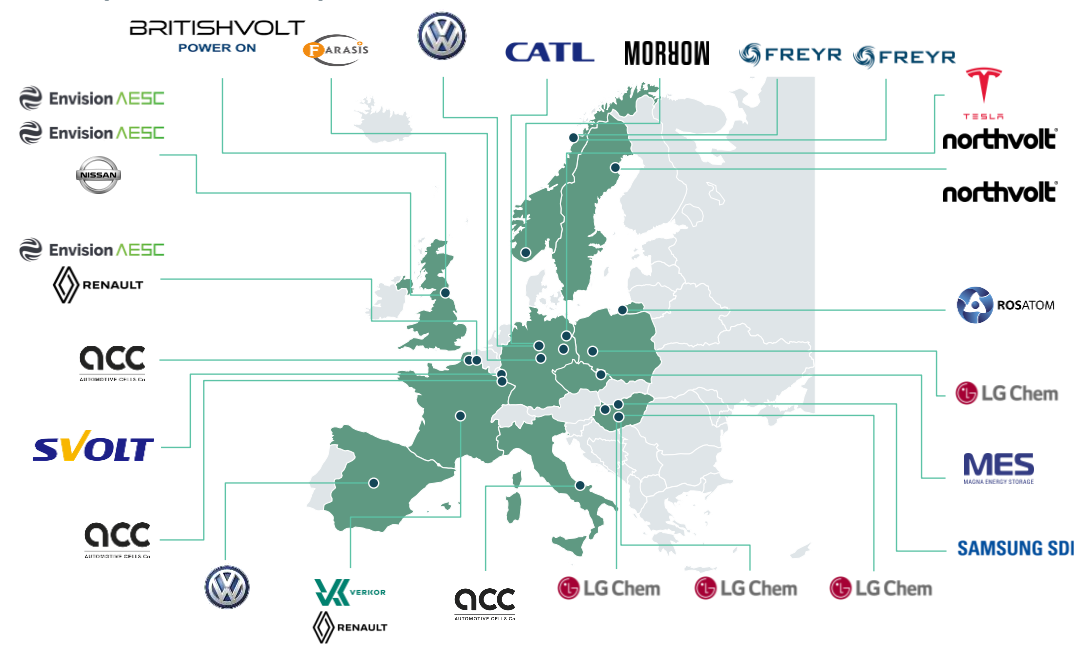 BRITISHVOLT
POWER ON
FARASIS
CATL
MORROW
FREYR
FREYR
TESLA
northvolt
northvolt
Envision AESC
Envision AESC
NISSAN
Envision AESC
RENAULT
acc
AUTOMOTIVE CELLS Co
SVOLT
acc
AUTOMOTIVE CELLS Co
ROSATOM
LG Chem
MES
MAGNA ENERGY STORAGE
SAMSUNG SDI
VERKOR
RENAULT
acc
AUTOMOTIVE CELLS Co
LG Chem
LG Chem
LG Chem